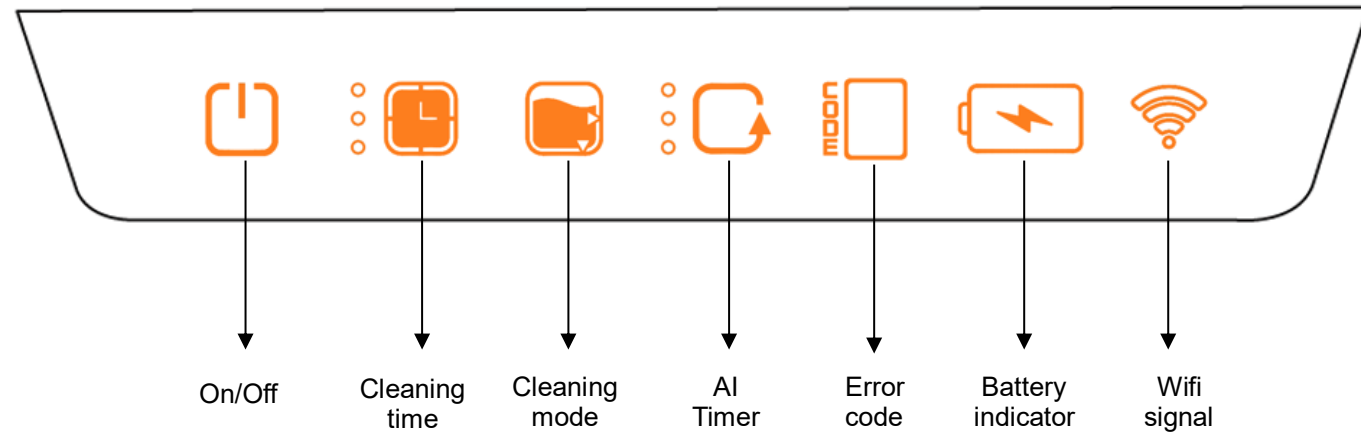 CODE
On/Off
Cleaning
time
Cleaning
mode
AI
Timer
Error
code
Battery
indicator
Wifi
signal